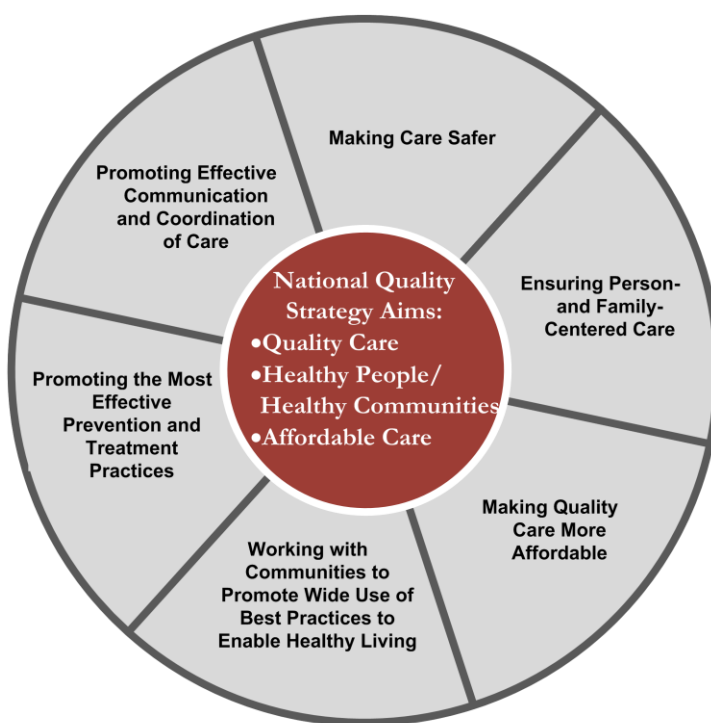 Making Care Safer
Promoting Effective
Communication
and Coordination
of Care
National Quality
Strategy Aims:
•Quality Care
•Healthy People/
Healthy Communities
•Affordable Care
Ensuring Person-
and Family-
Centered Care
Promoting the Most
Effective
Prevention and
Treatment
Practices
Making Quality
Care More
Affordable
Working with
Communities to
Promote Wide Use of
Best Practices to
Enable Healthy Living